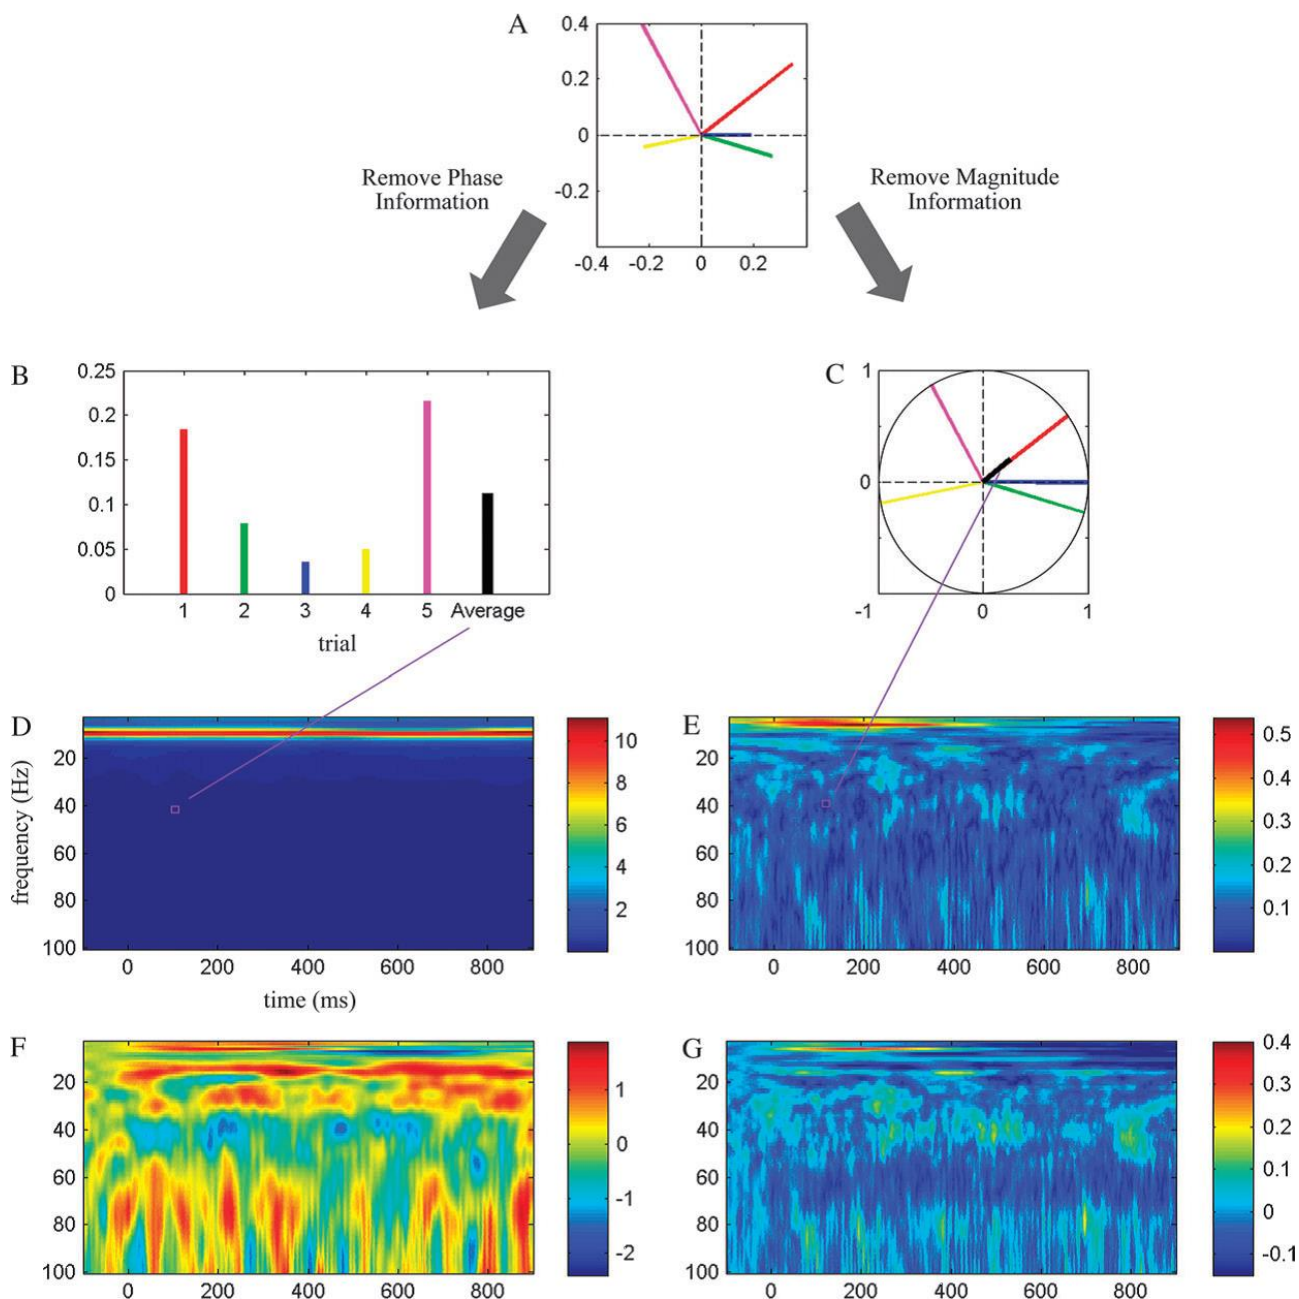 A
0.4
0.2
0
-0.2
-0.4 -0.2 0 0.2
Remove Phase
Information
Remove Magnitude
Information
B
0.25
0.2
0.15
0.1
0.05
0
1 2 3 4 5 Average
trial
C
1
0
-1 0 1
D
20
40
60
80
100
frequency (Hz)
0 200 400 600 800
time (ms)
10
8
6
4
2
E
20
40
60
80
100
0 200 400 600 800
0.5
0.4
0.3
0.2
0.1
F
20
40
60
80
100
0 200 400 600 800
1
0
-1
-2
G
20
40
60
80
100
0 200 400 600 800
0.4
0.3
0.2
0.1
0
-0.1